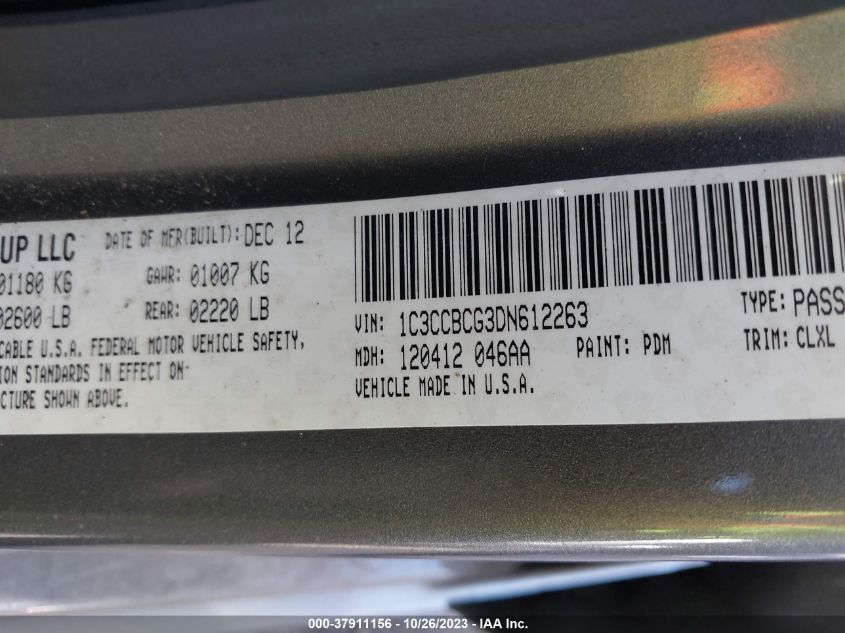 UP LLC DATE OF MFR(BUILT): DEC 12
01180 KG GAWR: 01007 KG
02600 LB REAR: 02220 LB
CABLE U.S.A. FEDERAL MOTOR VEHICLE SAFETY,
ION STANDARDS IN EFFECT ON
CTURE SHOWN ABOVE.
VIN: 1C3CCBCG3DN612263 TYPE: PASS
MDH: 120412 046AA PAINT: PDM TRIM: CLXL
VEHICLE MADE IN U.S.A.
000-37911156 - 10/26/2023 - IAA Inc.